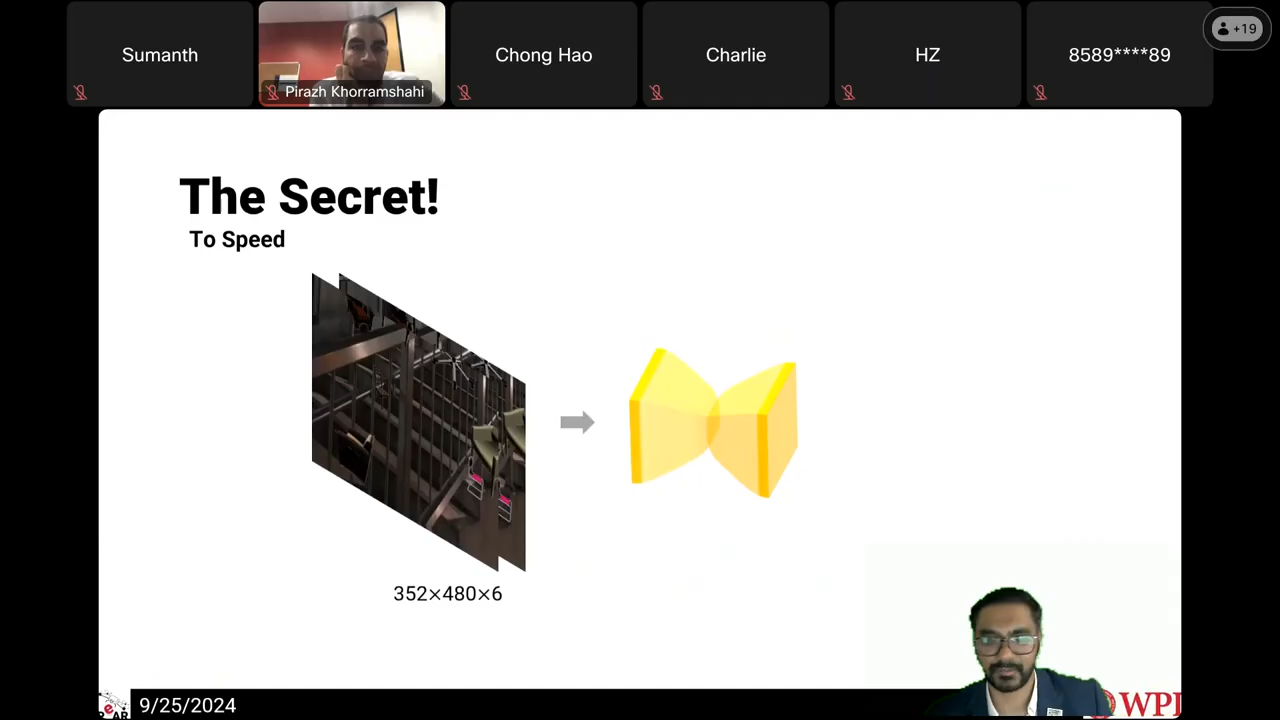 Sumanth
Pirazh Khorramshahi
Chong Hao
Charlie
HZ
8589****89
+19
The Secret!
To Speed
352×480×6
9/25/2024
WPI